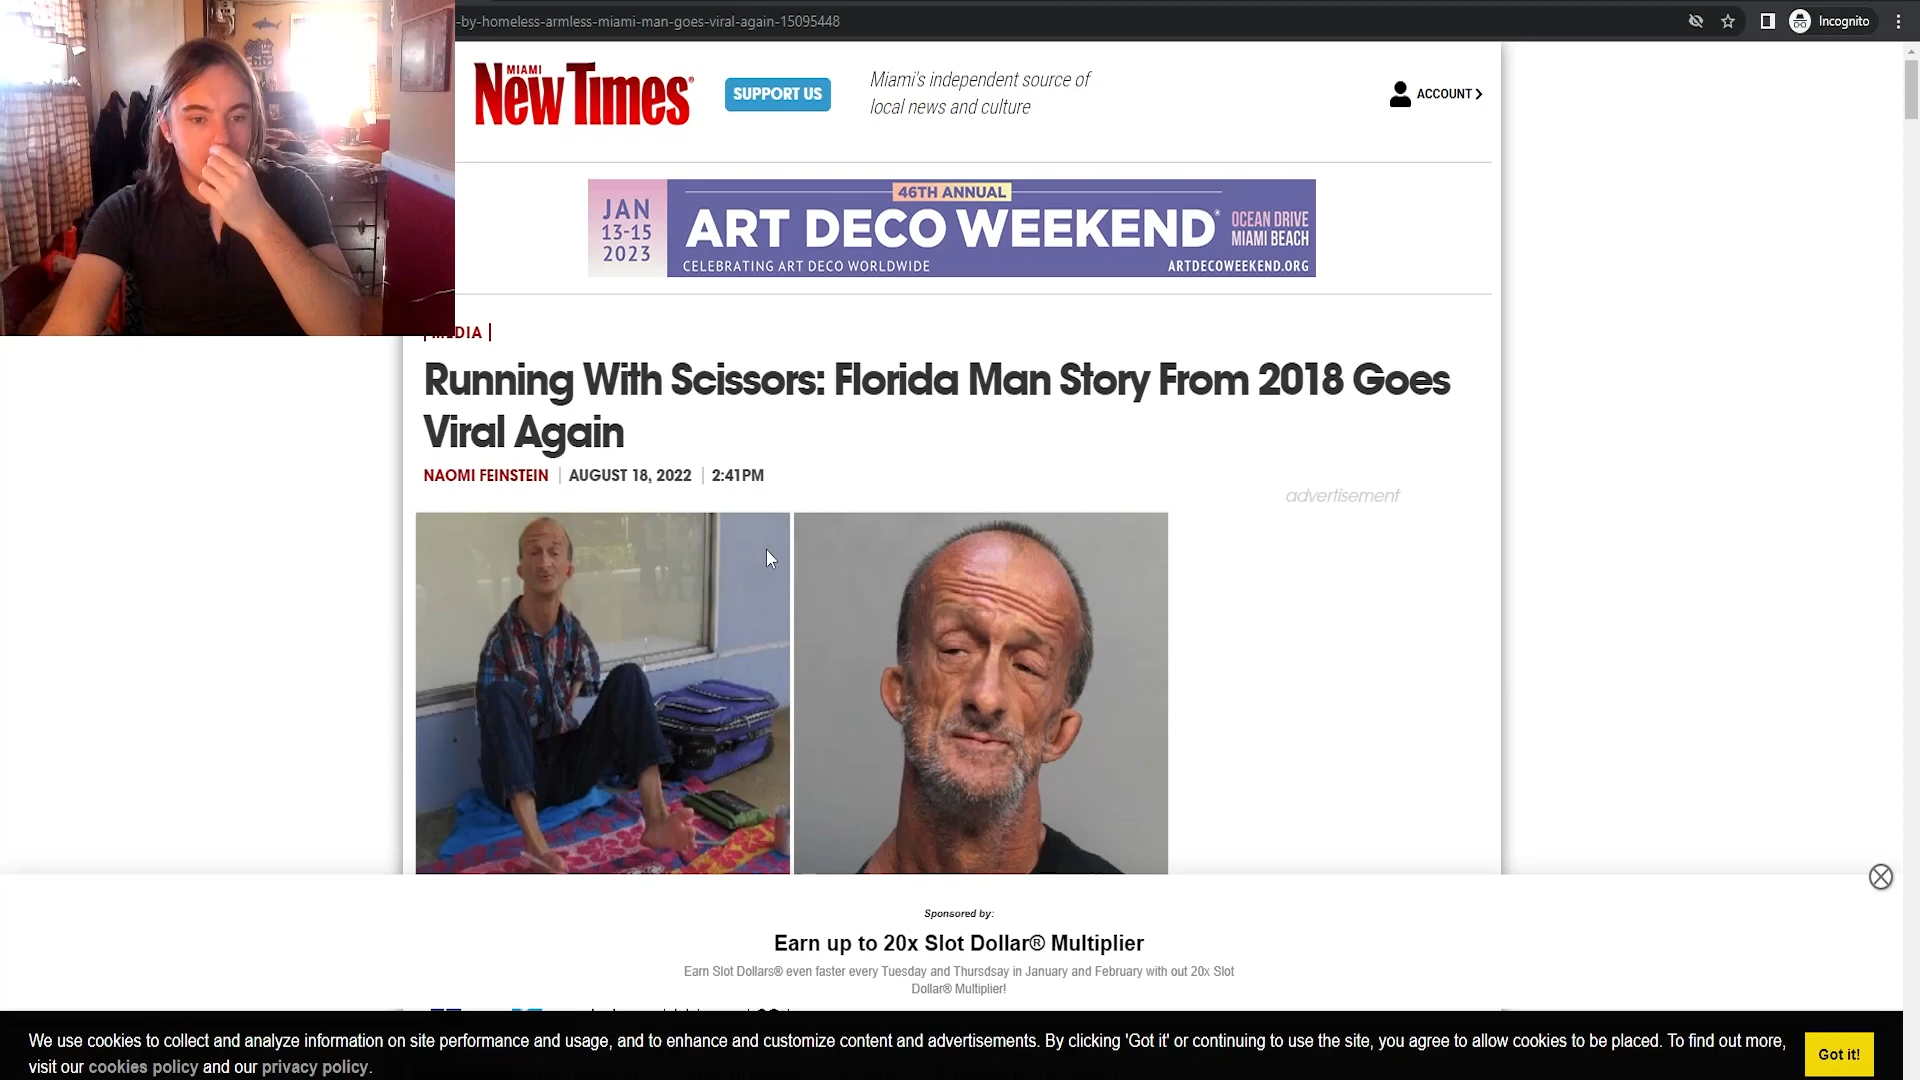 -by-homeless-armless-miami-man-goes-viral-again-15095448
Incognito
MIAMI
New Times
SUPPORT US
Miami's independent source of
local news and culture
ACCOUNT
JAN
13-15
2023
46TH ANNUAL
ART DECO WEEKEND®
CELEBRATING ART DECO WORLDWIDE
OCEAN DRIVE
MIAMI BEACH
ARTDECOWEEKEND.ORG
| MEDIA |
Running With Scissors: Florida Man Story From 2018 Goes
Viral Again
NAOMI FEINSTEIN | AUGUST 18, 2022 | 2:41PM
advertisement
Sponsored by:
Earn up to 20x Slot Dollar® Multiplier
Earn Slot Dollars® even faster every Tuesday and Thursdsay in January and February with out 20x Slot
Dollar® Multiplier!
We use cookies to collect and analyze information on site performance and usage, and to enhance and customize content and advertisements. By clicking 'Got it' or continuing to use the site, you agree to allow cookies to be placed. To find out more,
visit our cookies policy and our privacy policy.
Got it!